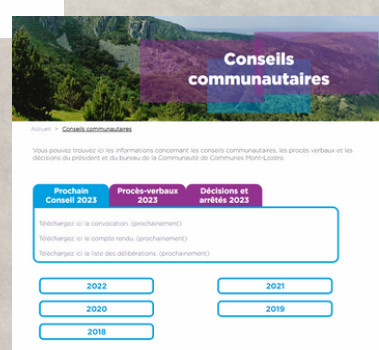 Conseils
communautaires
Accueil > Conseils communautaires
Vous pouvez trouvez ici les informations concernant les conseils communautaires, les procès verbaux et les
décisions du président et du bureau de la Communauté de Communes Mont-Lozère.
Prochain
Conseil 2023
Procès-verbaux
2023
Décisions et
arrêtés 2023
Téléchargez ici la convocation. (prochainement)
Téléchargez ici le compte rendu. (prochainement)
Téléchargez ici la liste des délibérations. (prochainement)
2022
2021
2020
2019
2018